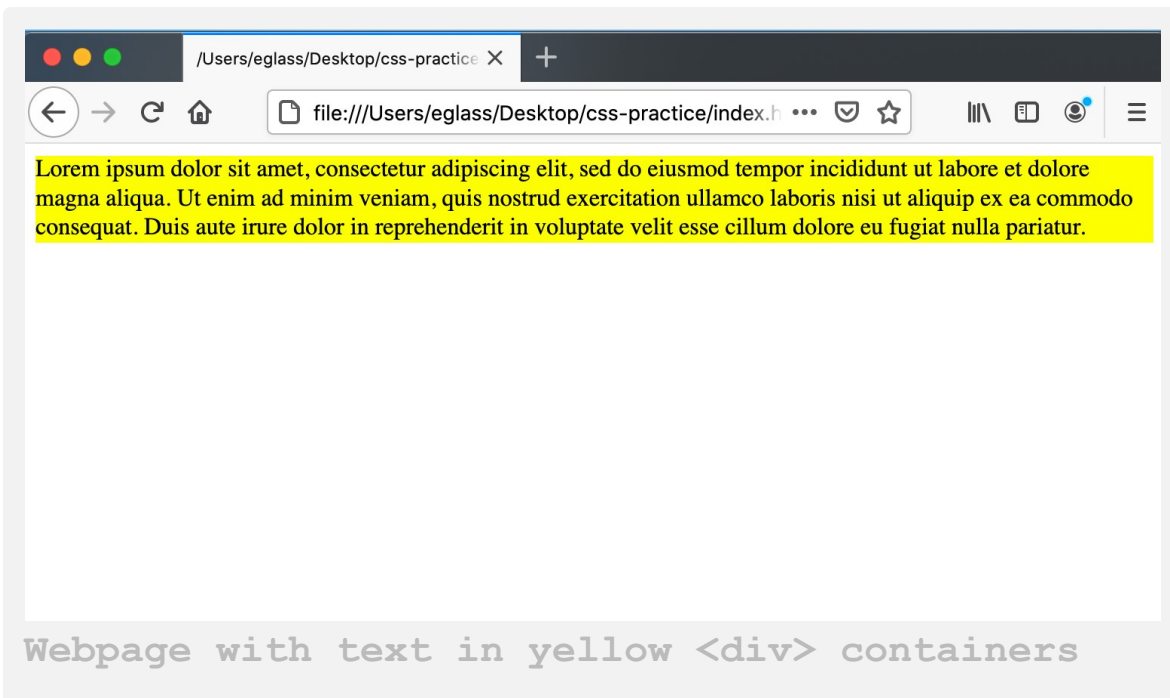 /Users/eglass/Desktop/css-practice
file:///Users/eglass/Desktop/css-practice/index.h
Lorem ipsum dolor sit amet, consectetur adipiscing elit, sed do eiusmod tempor incididunt ut labore et dolore
magna aliqua. Ut enim ad minim veniam, quis nostrud exercitation ullamco laboris nisi ut aliquip ex ea commodo
consequat. Duis aute irure dolor in reprehenderit in voluptate velit esse cillum dolore eu fugiat nulla pariatur.
Webpage with text in yellow <div> containers